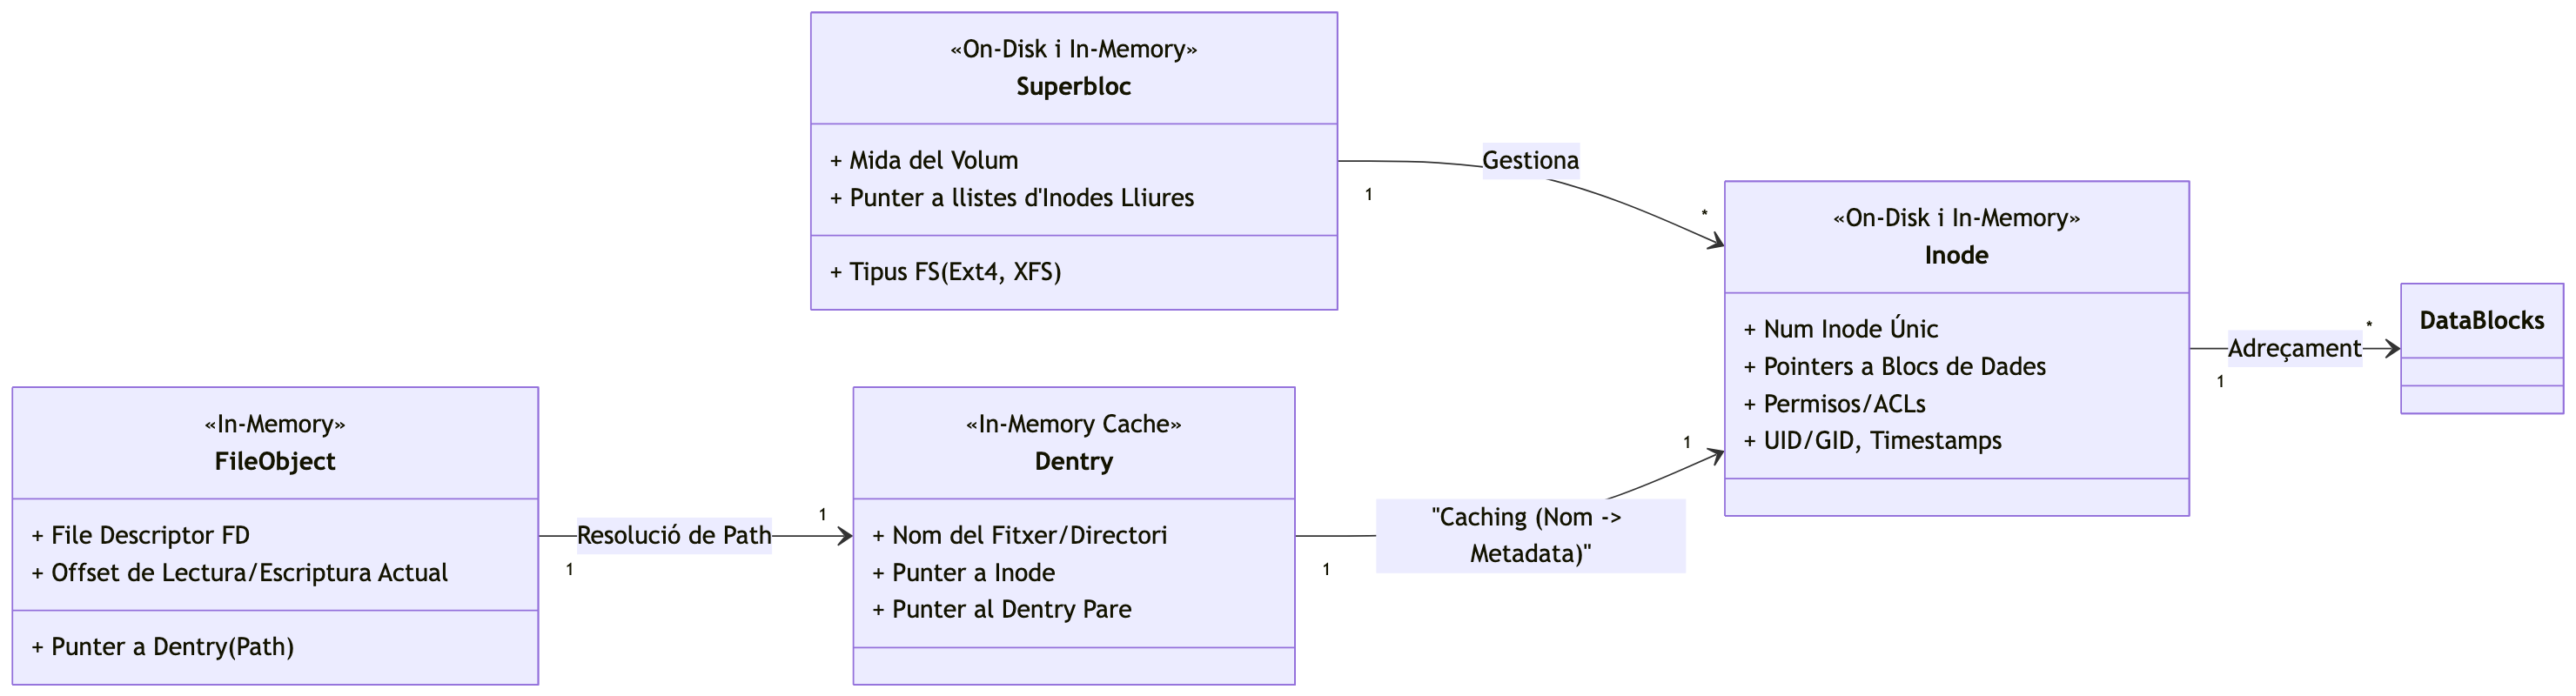 «On-Disk i In-Memory»
Superbloc
+ Mida del Volum
+ Punter a llistes d'Inodes Lliures
+ Tipus FS(Ext4, XFS)
1
Gestiona
*
«On-Disk i In-Memory»
Inode
+ Num Inode Únic
+ Pointers a Blocs de Dades
+ Permisos/ACLs
+ UID/GID, Timestamps
1
Adreçament
*
DataBlocks
«In-Memory»
FileObject
+ File Descriptor FD
+ Offset de Lectura/Escriptura Actual
+ Punter a Dentry(Path)
1
Resolució de Path
1
«In-Memory Cache»
Dentry
+ Nom del Fitxer/Directori
+ Punter a Inode
+ Punter al Dentry Pare
1
"Caching (Nom ->
Metadata)"
1